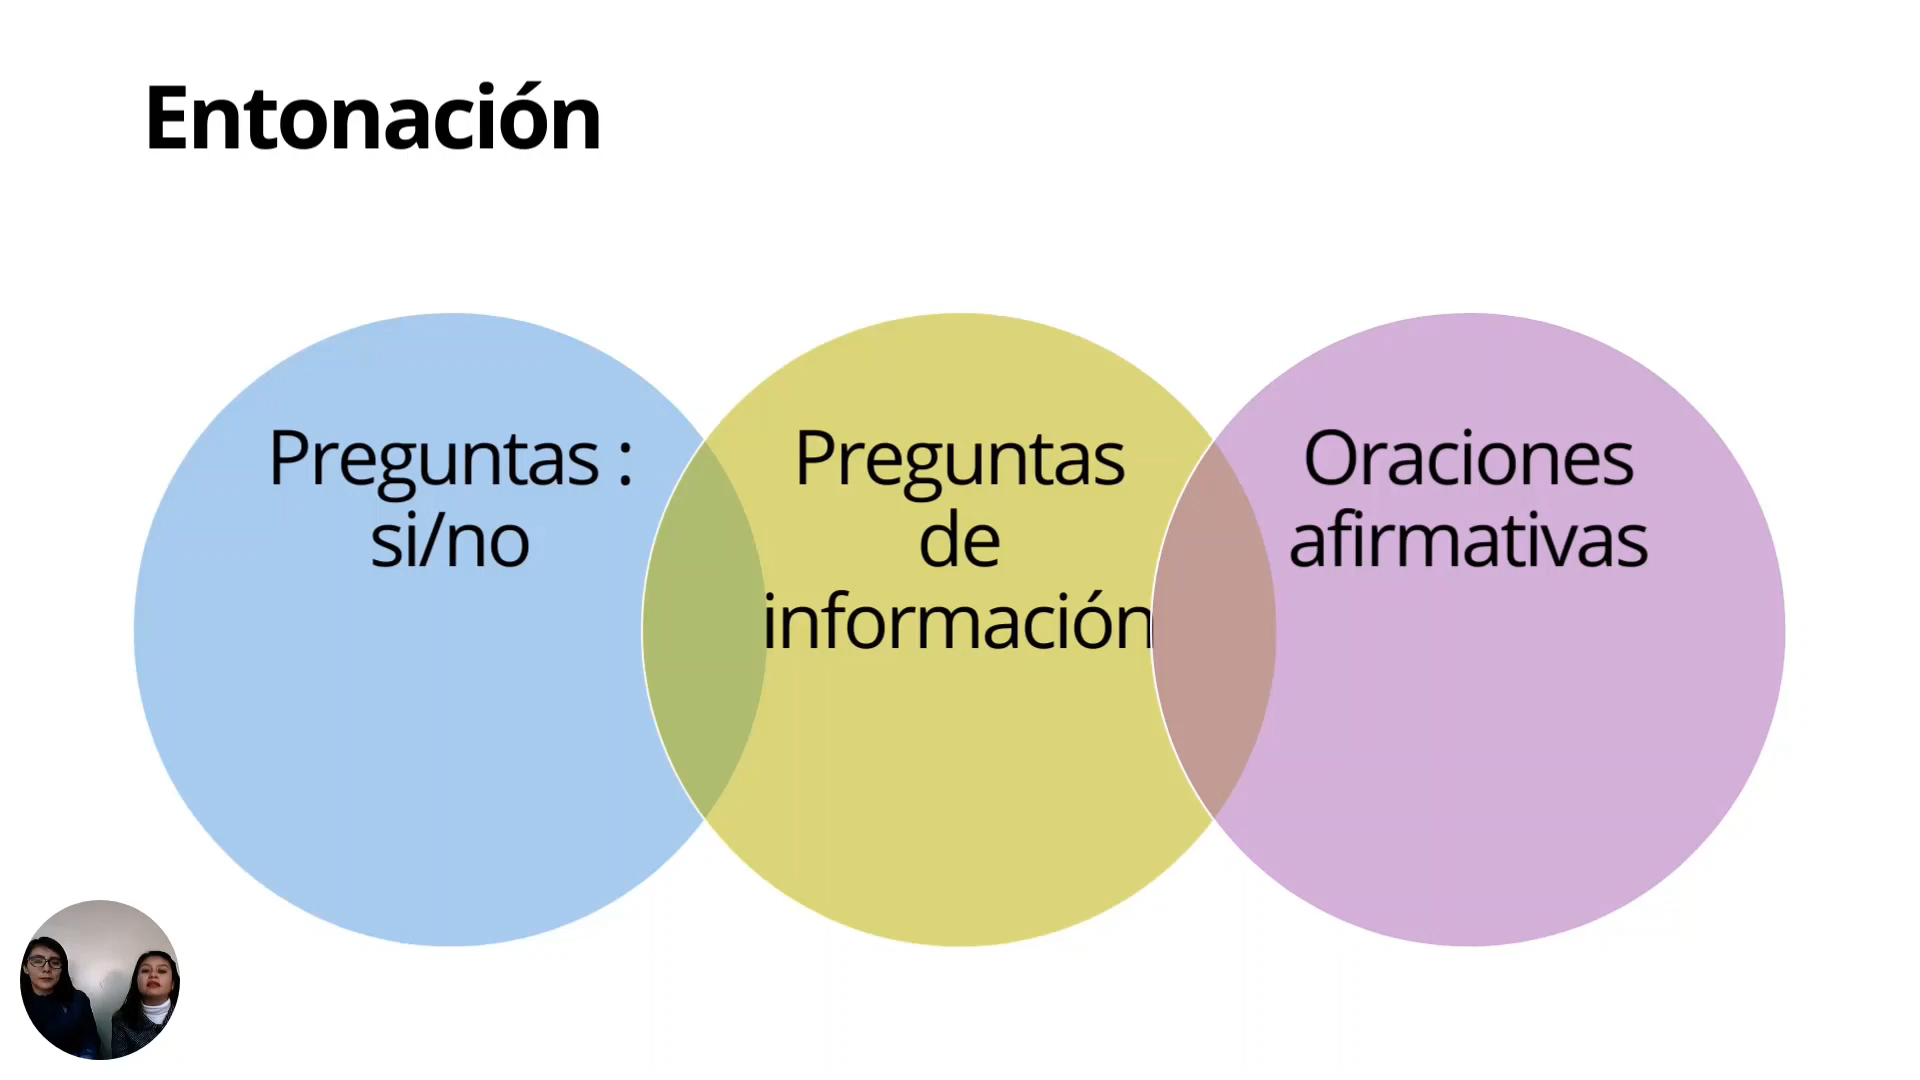 Entonación
Preguntas :
si/no
Preguntas
de
información
Oraciones
afirmativas